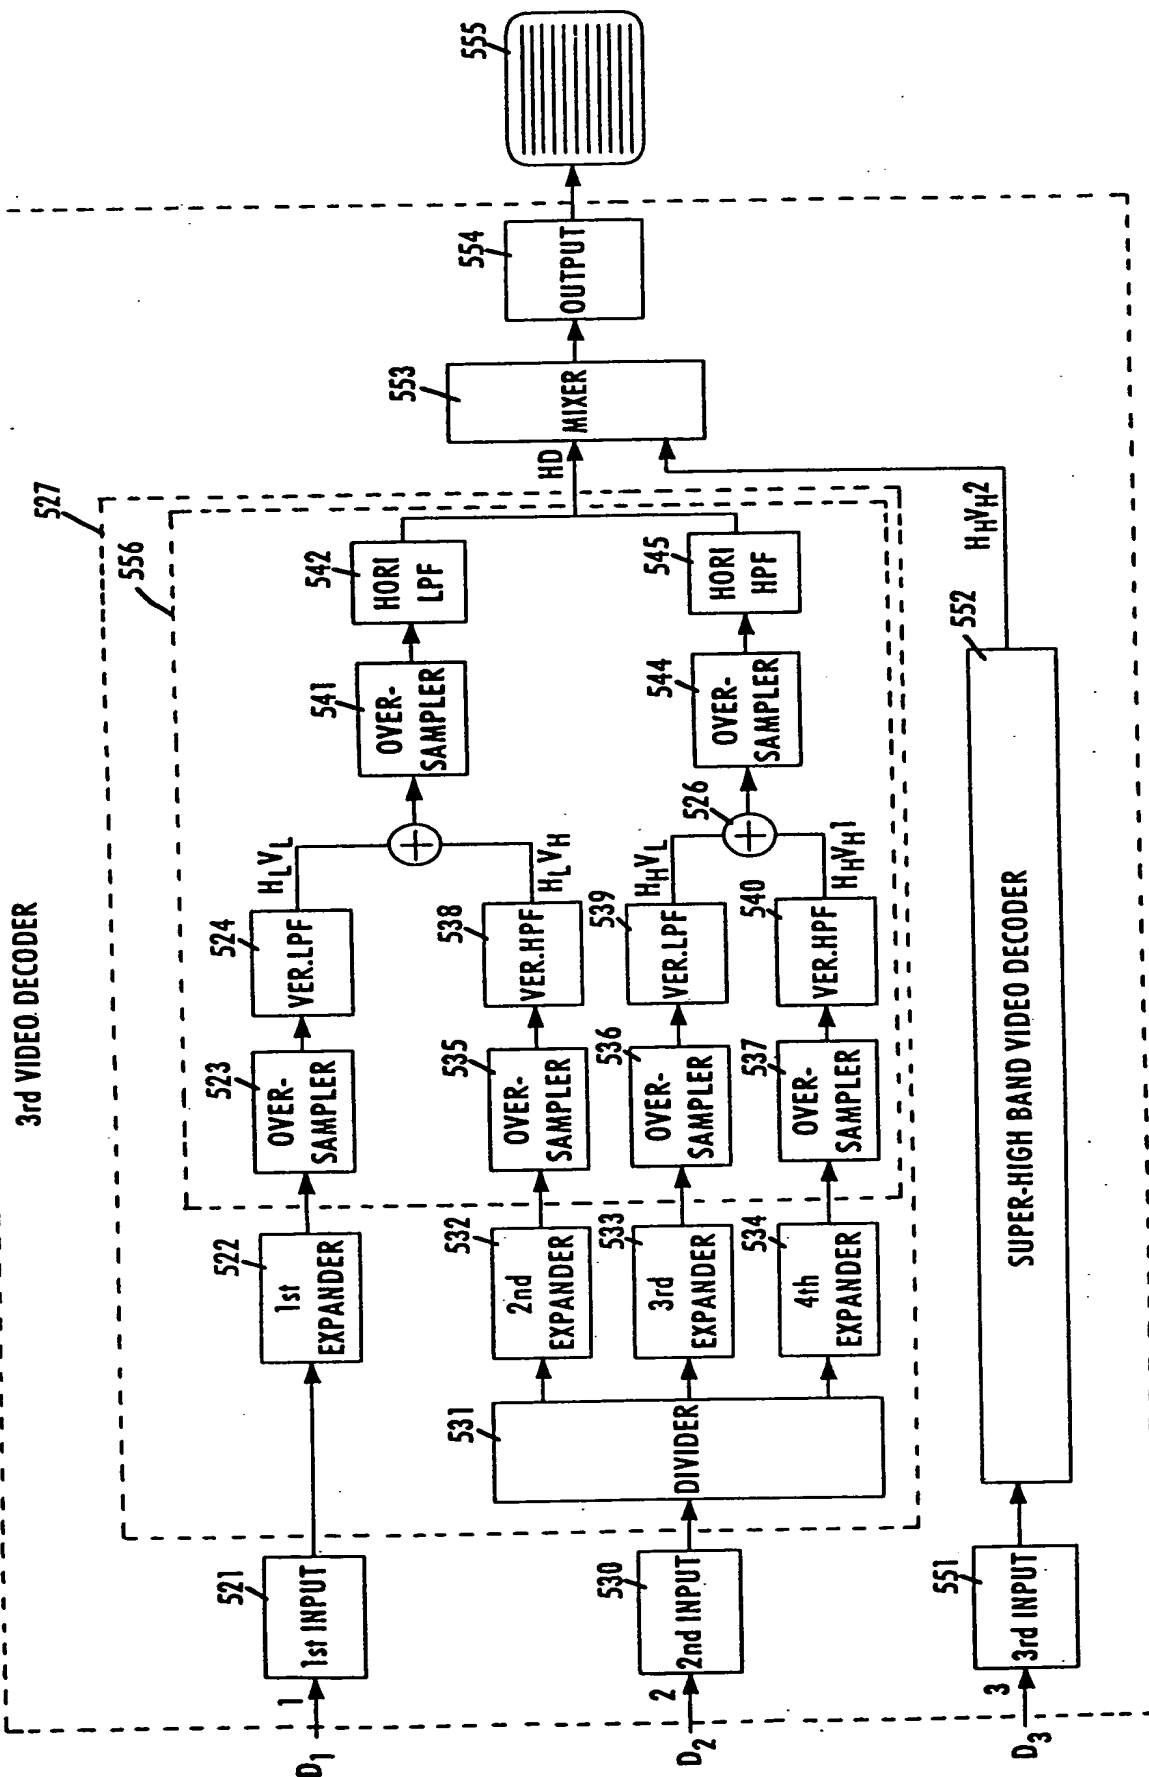 3rd VIDEO DECODER
527
556
D1
1
521
1st INPUT
522
1st
EXPANDER
523
OVER-
SAMPLER
524
VER.LPF
HLVL
541
OVER-
SAMPLER
542
HORI
LPF
D2
2
530
2nd INPUT
531
DIVIDER
532
2nd
EXPANDER
535
OVER-
SAMPLER
538
VER.HPF
HLVH
533
3rd
EXPANDER
536
OVER-
SAMPLER
539
VER.LPF
HHVL
526
534
4th
EXPANDER
537
OVER-
SAMPLER
540
VER.HPF
HHVH1
544
OVER-
SAMPLER
545
HORI
HPF
HD
553
MIXER
554
OUTPUT
555
D3
3
551
3rd INPUT
552
SUPER-HIGH BAND VIDEO DECODER
HHVH2